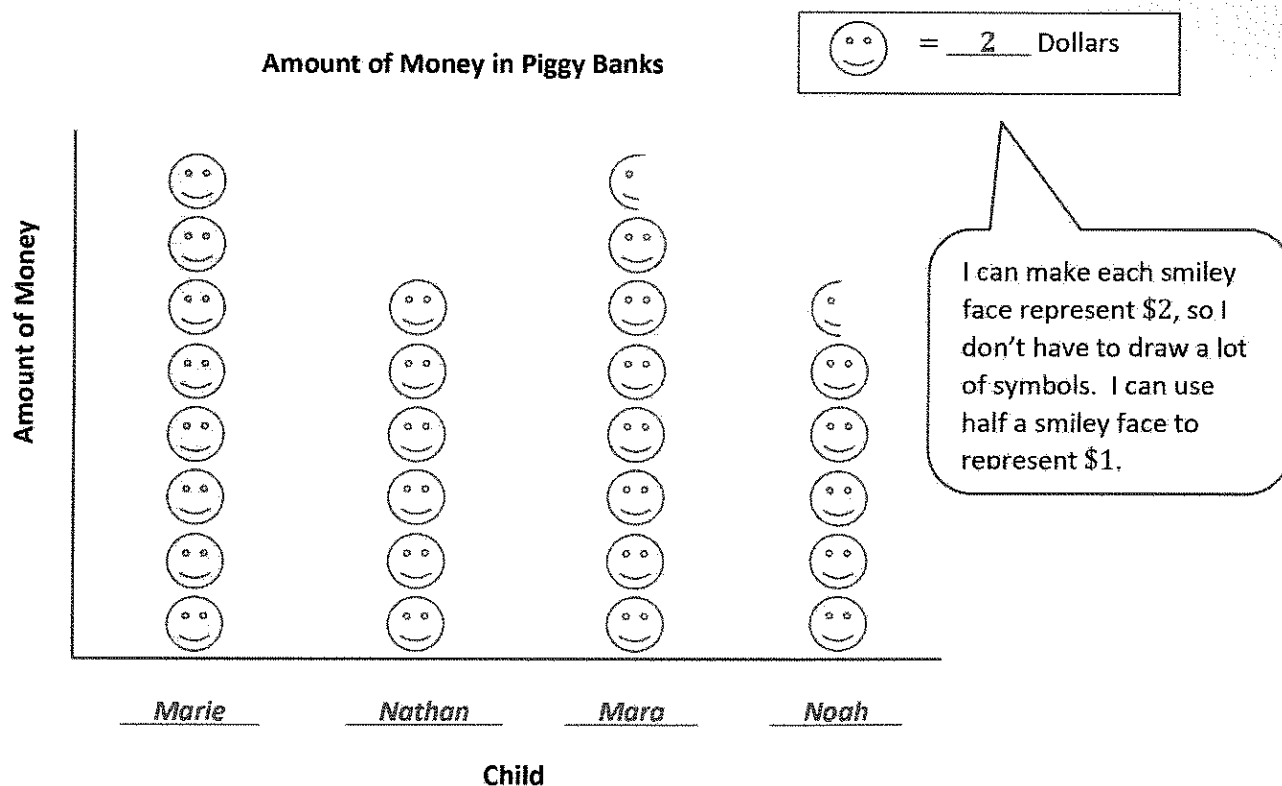 = 2 Dollars
Amount of Money in Piggy Banks
Amount of Money
I can make each smiley
face represent $2, so I
don't have to draw a lot
of symbols. I can use
half a smiley face to
represent $1.
Marie Nathan Mara Noah
Child